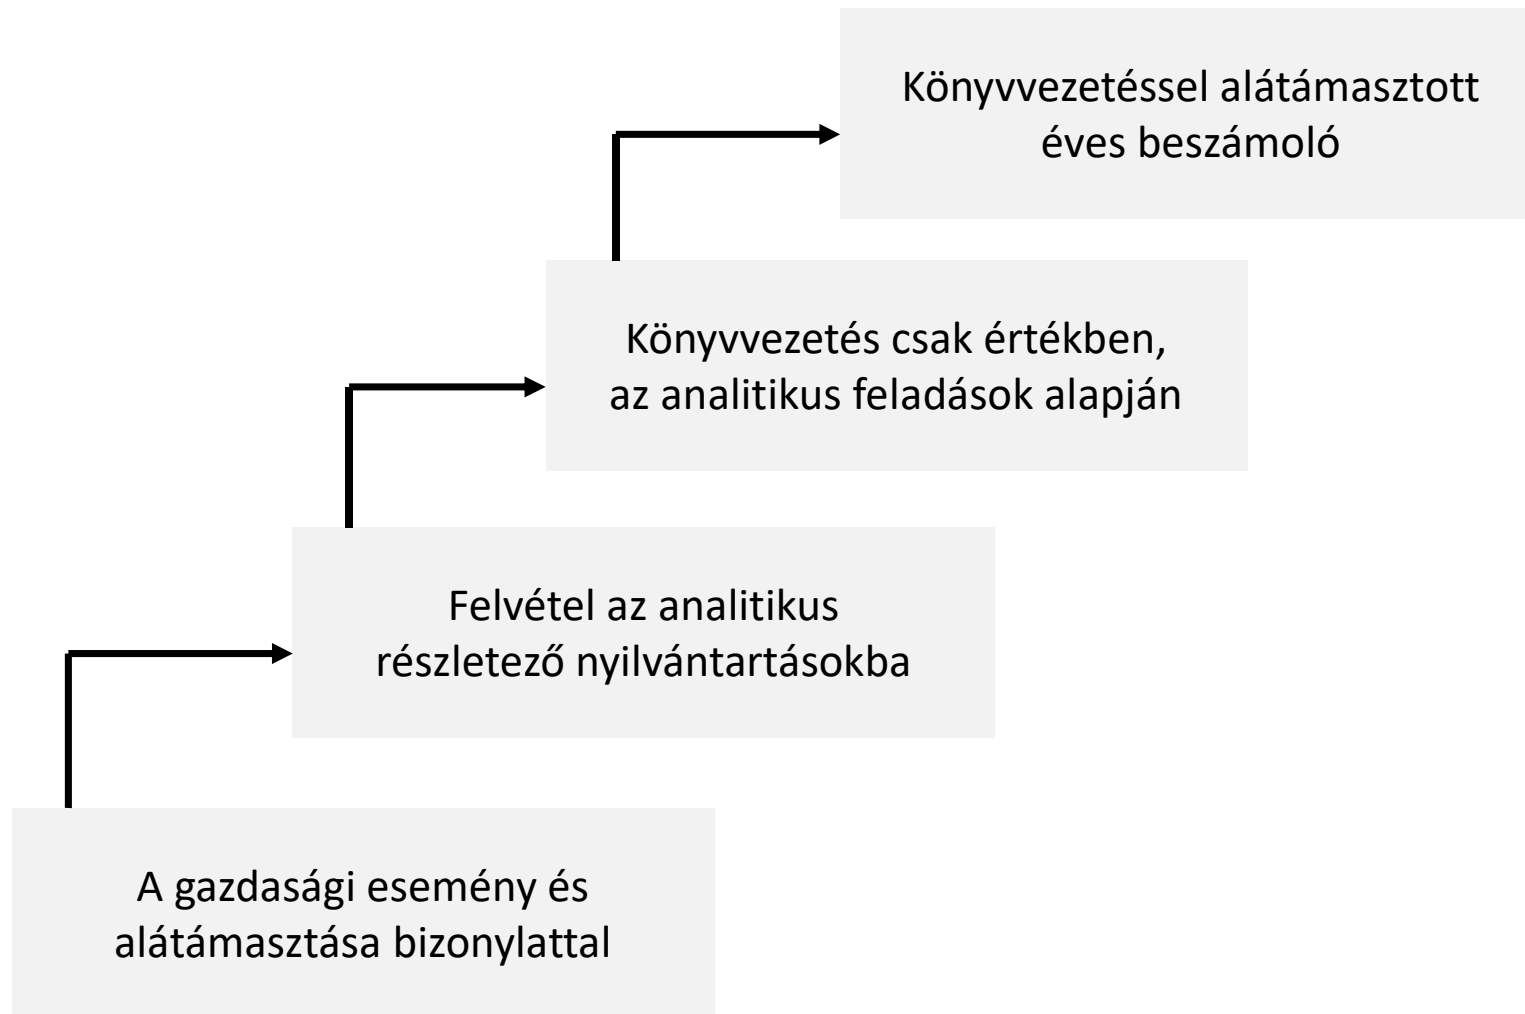 Könyvvezetéssel alátámasztott
éves beszámoló
Könyvvezetés csak értékben,
az analitikus feladások alapján
Felvétel az analitikus
részletező nyilvántartásokba
A gazdasági esemény és
alátámasztása bizonylattal